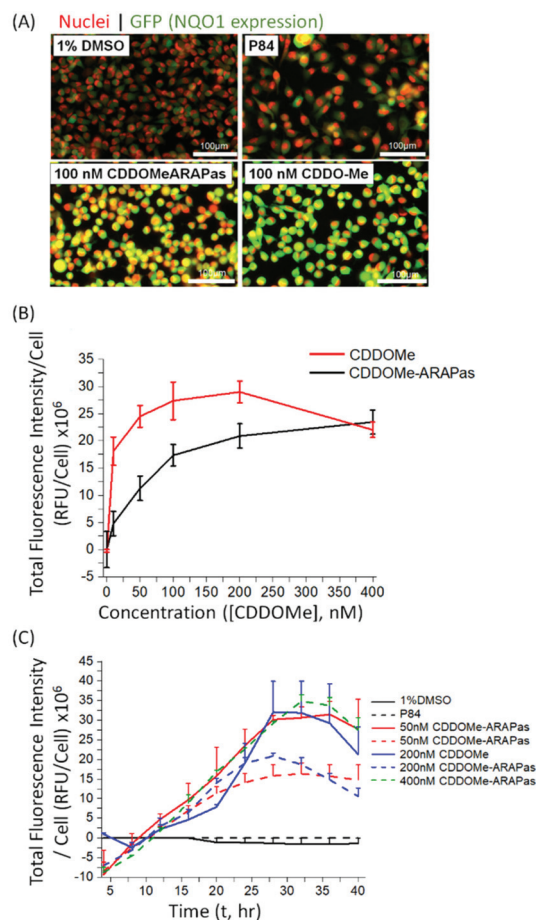 (A) Nuclei | GFP (NQO1 expression)
1% DMSO
P84
100µm
100µm
100 nM CDDOMeARAPas
100 nM CDDO-Me
100µm
100µm
(B)
Total Fluorescence Intensity/Cell
(RFU/Cell) x10⁶
35
30
25
20
15
10
5
0
-5
CDDOMe
CDDOMe-ARAPas
0 50 100 150 200 250 300 350 400
Concentration ([CDDOMe], nM)
(C)
Total Fluorescence Intensity
/ Cell (RFU/Cell) x10⁶
45
40
35
30
25
20
15
10
5
0
-5
-10
1%DMSO
P84
50nM CDDOMe-ARAPas
50nM CDDOMe-ARAPas
200nM CDDOMe
200nM CDDOMe-ARAPas
400nM CDDOMe-ARAPas
5 10 15 20 25 30 35 40
Time (t, hr)